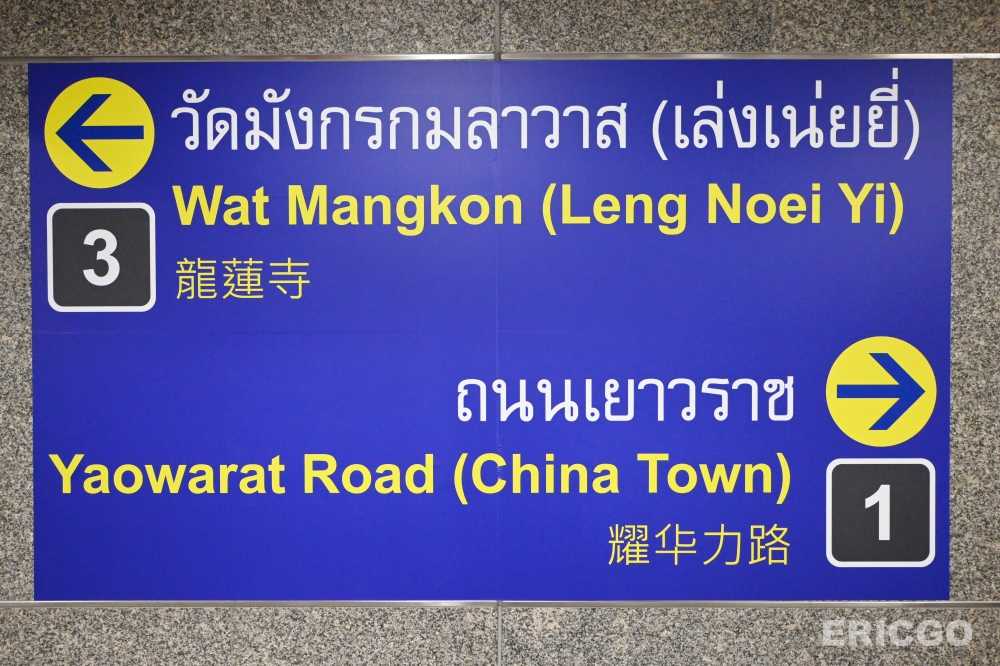 วัดมังกรกมลาวาส (เล่งเน่ยยี่)
Wat Mangkon (Leng Noei Yi)
3
龍蓮寺
ถนนเยาวราช
Yaowarat Road (China Town)
1
耀华力路
ERICGO